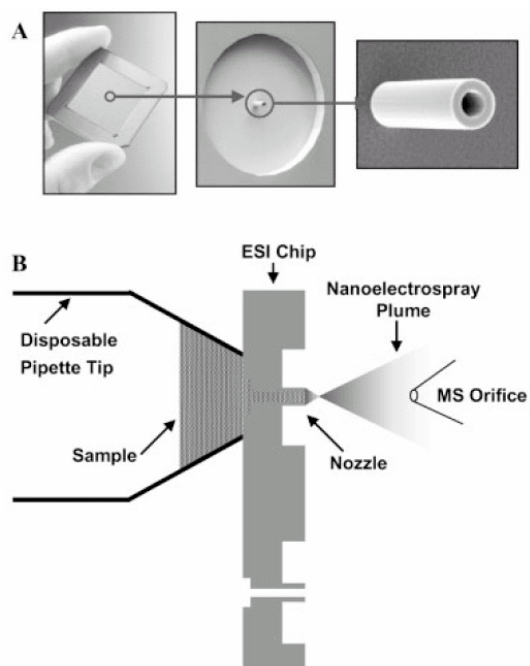 A
B
ESI Chip
Nanoelectrospray
Plume
Disposable
Pipette Tip
MS Orifice
Sample
Nozzle